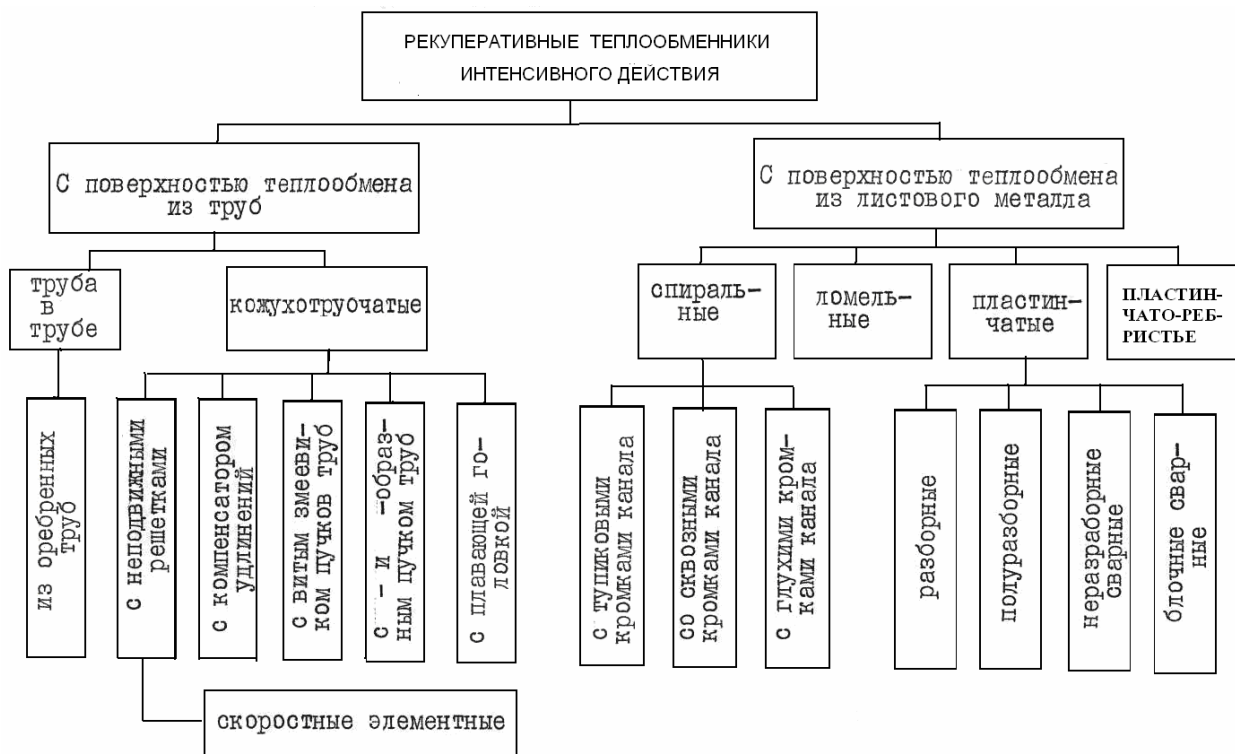 РЕКУПЕРАТИВНЫЕ ТЕПЛООБМЕННИКИ
ИНТЕНСИВНОГО ДЕЙСТВИЯ
С поверхностью теплообмена
из труб
С поверхностью теплообмена
из листового металла
труба
в
трубе
кожухотруочатые
спираль-
ные
ломель-
ные
пластин-
чатые
ПЛАСТИН-
ЧАТО-РЕБ-
РИСТЬЕ
из оребренных
труб
с неподвижными
решетками
с компенсатором
удлинений
с витым змееви-
ком пучков труб
с - и -образ-
ным пучком труб
с плавающей го-
ловкой
с тупиковыми
кромками канала
со сквозными
кромками канала
с глухими кром-
ками канала
разборные
полуразборные
неразборные
сварные
блочные свар-
ные
скоростные элементные